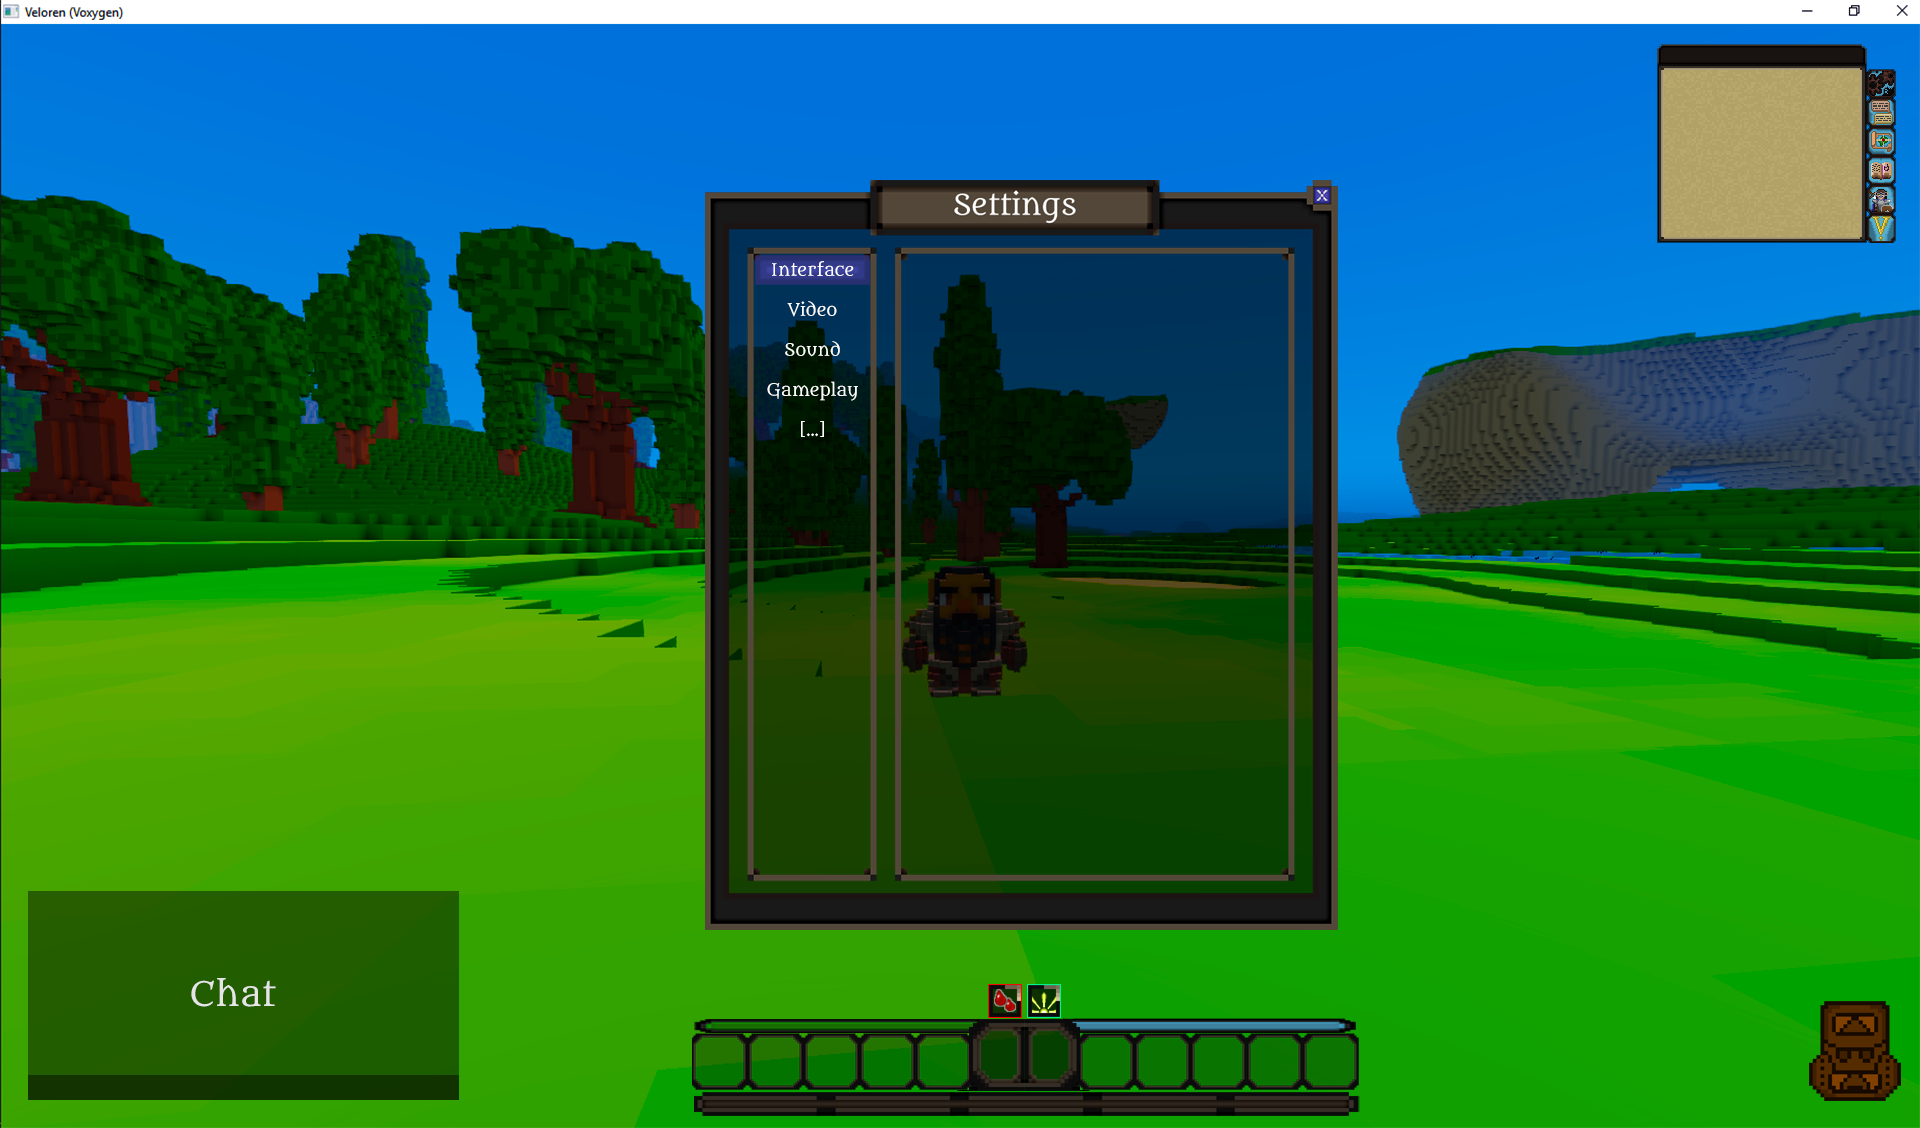 Veloren (Voxygen)
Settings
X
Interface
Video
Sound
Gameplay
[...]
Chat